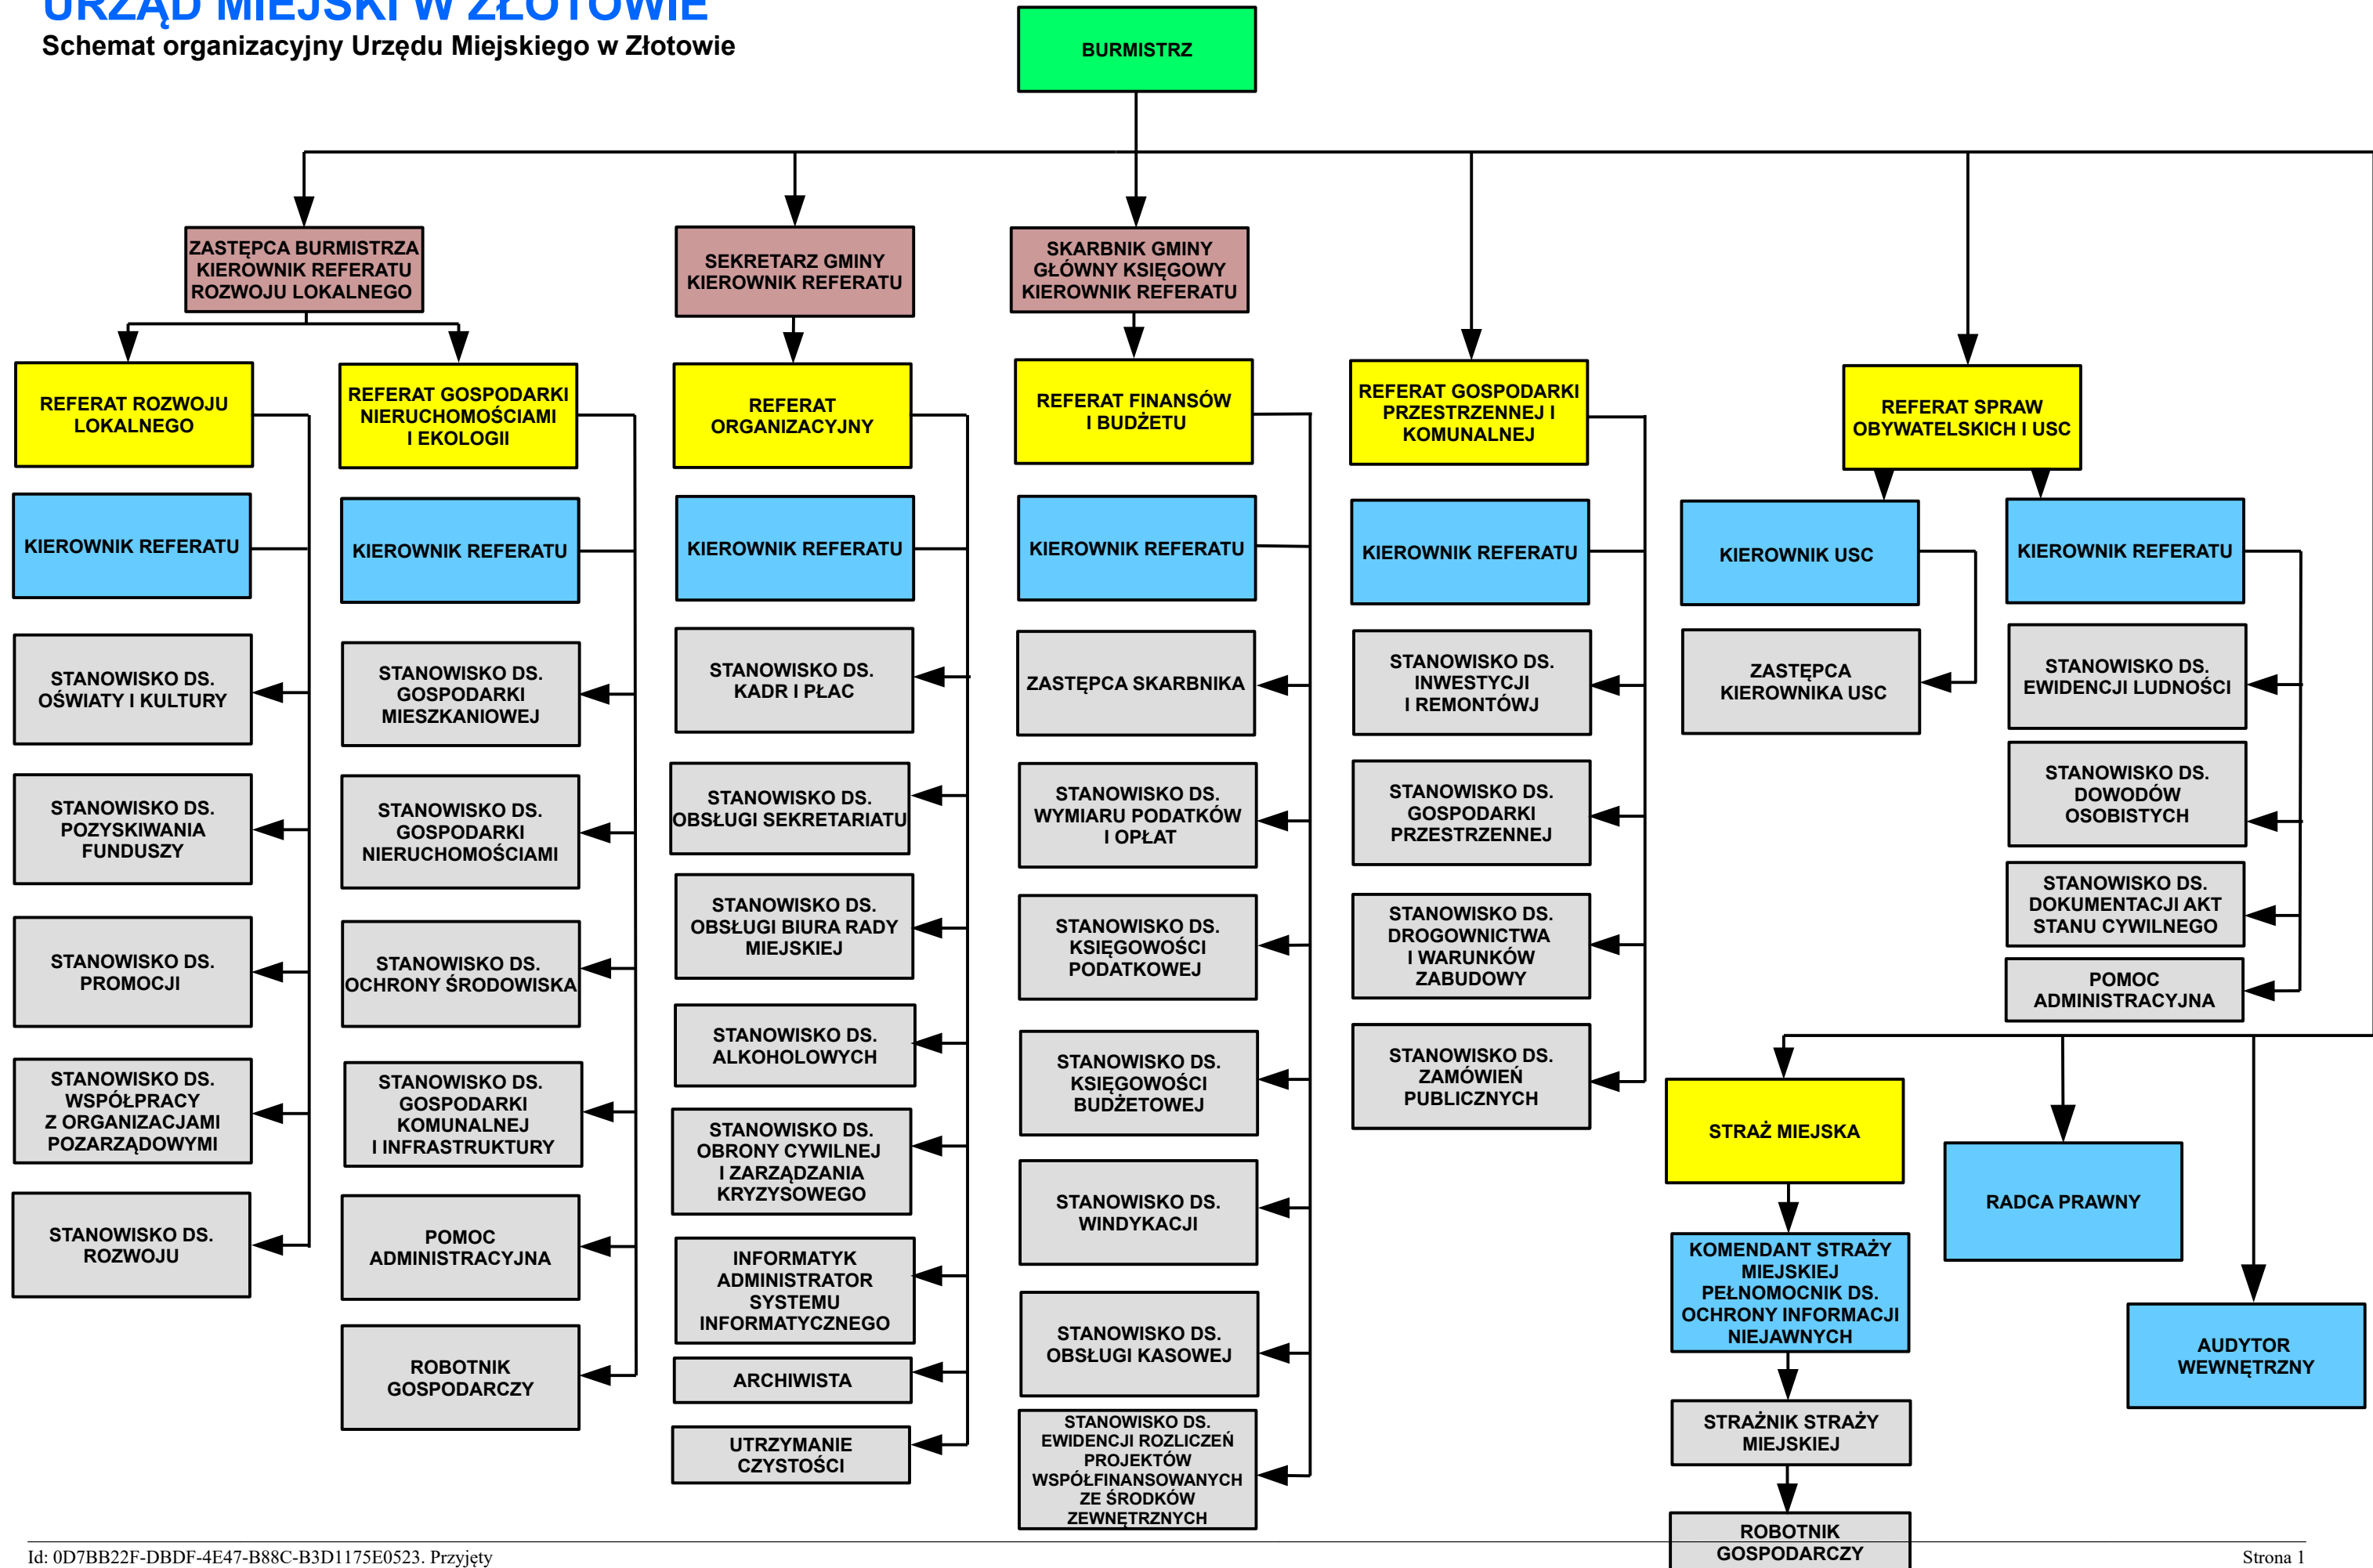 URZĄD MIEJSKI W ZŁOTOWIE
Schemat organizacyjny Urzędu Miejskiego w Złotowie
BURMISTRZ
ZASTĘPCA BURMISTRZA
KIEROWNIK REFERATU
ROZWOJU LOKALNEGO
SEKRETARZ GMINY
KIEROWNIK REFERATU
SKARBNIK GMINY
GŁÓWNY KSIĘGOWY
KIEROWNIK REFERATU
REFERAT ROZWOJU
LOKALNEGO
KIEROWNIK REFERATU
STANOWISKO DS.
OŚWIATY I KULTURY
STANOWISKO DS.
POZYSKIWANIA
FUNDUSZY
STANOWISKO DS.
PROMOCJI
STANOWISKO DS.
WSPÓŁPRACY
Z ORGANIZACJAMI
POZARZĄDOWYMI
STANOWISKO DS.
ROZWOJU
REFERAT GOSPODARKI
NIERUCHOMOŚCIAMI
I EKOLOGII
KIEROWNIK REFERATU
STANOWISKO DS.
GOSPODARKI
MIESZKANIOWEJ
STANOWISKO DS.
GOSPODARKI
NIERUCHOMOŚCIAMI
STANOWISKO DS.
OCHRONY ŚRODOWISKA
STANOWISKO DS.
GOSPODARKI
KOMUNALNEJ
I INFRASTRUKTURY
POMOC
ADMINISTRACYJNA
ROBOTNIK
GOSPODARCZY
REFERAT
ORGANIZACYJNY
KIEROWNIK REFERATU
STANOWISKO DS.
KADR I PŁAC
STANOWISKO DS.
OBSŁUGI SEKRETARIATU
STANOWISKO DS.
OBSŁUGI BIURA RADY
MIEJSKIEJ
STANOWISKO DS.
ALKOHOLOWYCH
STANOWISKO DS.
OBRONY CYWILNEJ
I ZARZĄDZANIA
KRYZYSOWEGO
INFORMATYK
ADMINISTRATOR
SYSTEMU
INFORMATYCZNEGO
ARCHIWISTA
UTRZYMANIE
CZYSTOŚCI
REFERAT FINANSÓW
I BUDŻETU
KIEROWNIK REFERATU
ZASTĘPCA SKARBNIKA
STANOWISKO DS.
WYMIARU PODATKÓW
I OPŁAT
STANOWISKO DS.
KSIĘGOWOŚCI
PODATKOWEJ
STANOWISKO DS.
KSIĘGOWOŚCI
BUDŻETOWEJ
STANOWISKO DS.
WINDYKACJI
STANOWISKO DS.
OBSŁUGI KASOWEJ
STANOWISKO DS.
EWIDENCJI ROZLICZEŃ
PROJEKTÓW
WSPÓŁFINANSOWANYCH
ZE ŚRODKÓW
ZEWNĘTRZNYCH
REFERAT GOSPODARKI
PRZESTRZENNEJ I
KOMUNALNEJ
KIEROWNIK REFERATU
STANOWISKO DS.
INWESTYCJI
I REMONTÓWJ
STANOWISKO DS.
GOSPODARKI
PRZESTRZENNEJ
STANOWISKO DS.
DROGOWNICTWA
I WARUNKÓW
ZABUDOWY
STANOWISKO DS.
ZAMÓWIEŃ
PUBLICZNYCH
REFERAT SPRAW
OBYWATELSKICH I USC
KIEROWNIK USC
ZASTĘPCA
KIEROWNIKA USC
KIEROWNIK REFERATU
STANOWISKO DS.
EWIDENCJI LUDNOŚCI
STANOWISKO DS.
DOWODÓW
OSOBISTYCH
STANOWISKO DS.
DOKUMENTACJI AKT
STANU CYWILNEGO
POMOC
ADMINISTRACYJNA
STRAŻ MIEJSKA
KOMENDANT STRAŻY
MIEJSKIEJ
PEŁNOMOCNIK DS.
OCHRONY INFORMACJI
NIEJAWNYCH
STRAŻNIK STRAŻY
MIEJSKIEJ
ROBOTNIK
GOSPODARCZY
RADCA PRAWNY
AUDYTOR
WEWNĘTRZNY
Id: 0D7BB22F-DBDF-4E47-B88C-B3D1175E0523. Przyjęty
Strona 1